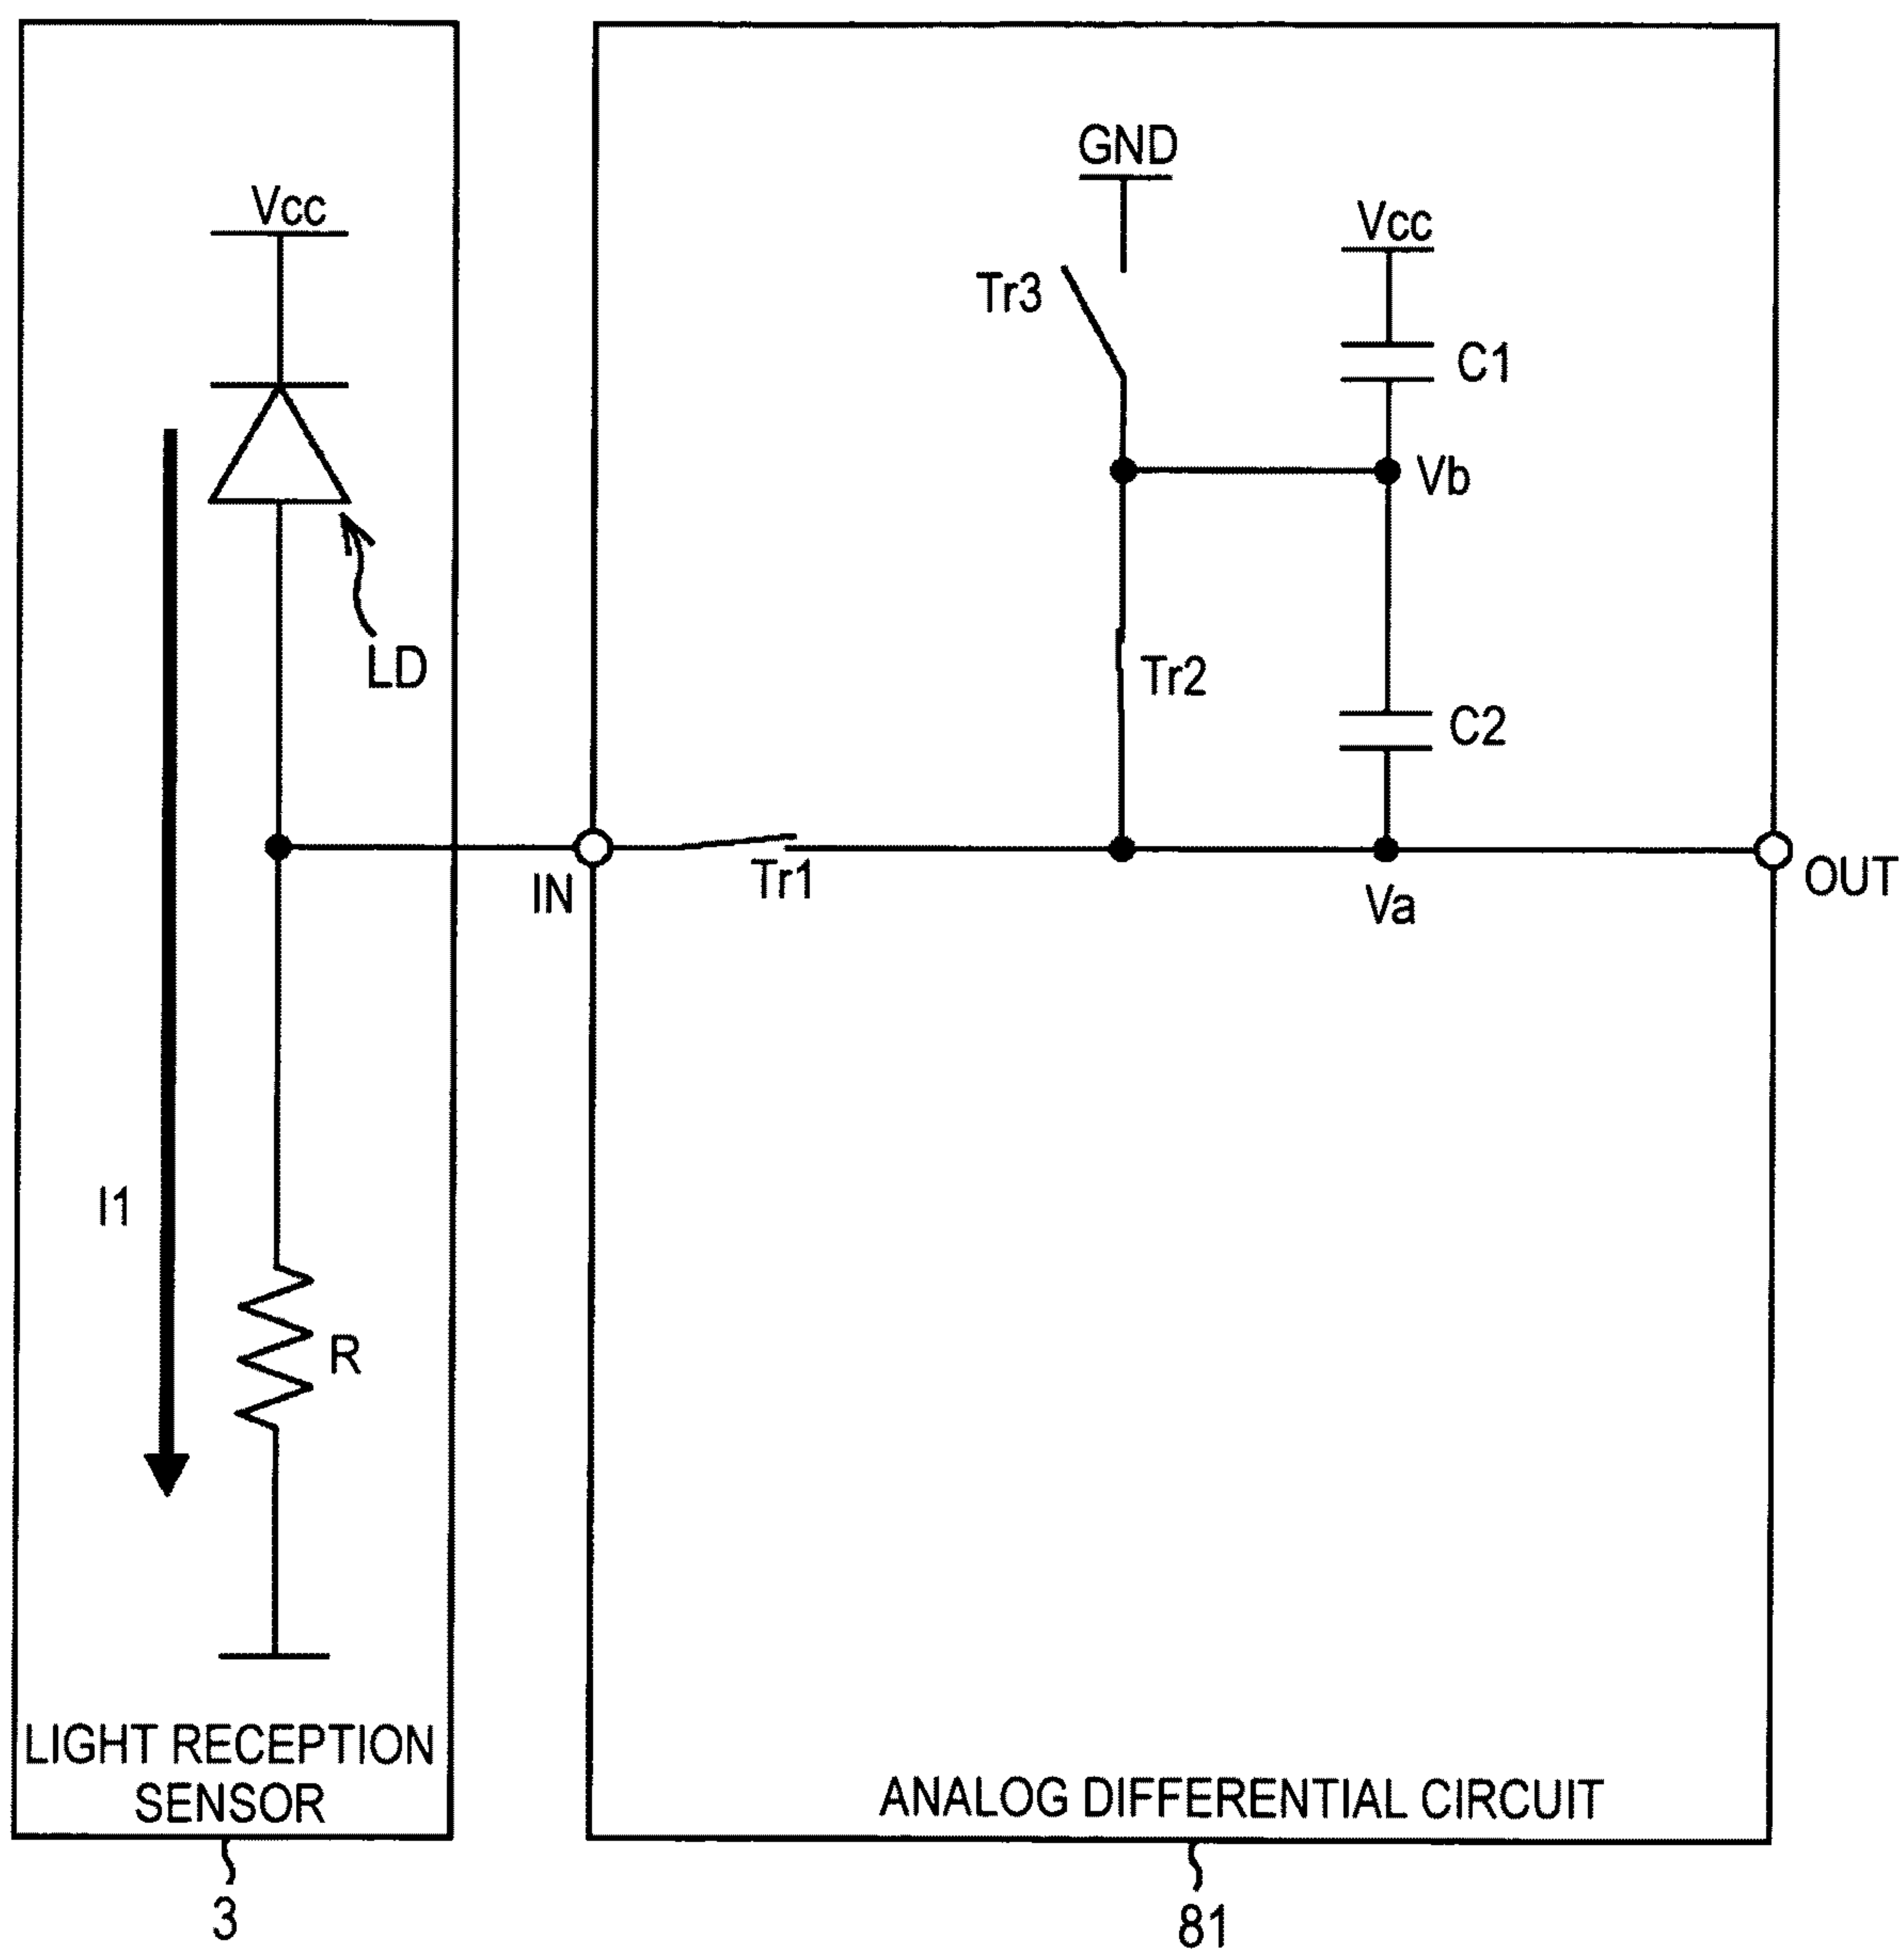 Vcc
LD
I1
R
LIGHT RECEPTION
SENSOR
3
GND
Vcc
Tr3
C1
Vb
Tr2
C2
IN
Tr1
Va
OUT
ANALOG DIFFERENTIAL CIRCUIT
81